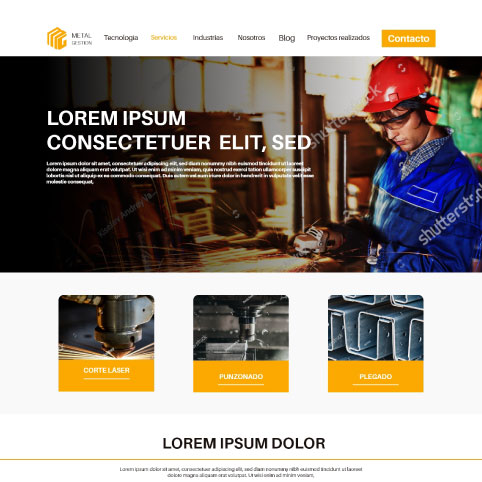 METAL
GESTION
Tecnología Servicios Industrias Nosotros Blog Proyectos realizados Contacto
LOREM IPSUM
CONSECTETUER ELIT, SED
Lorem ipsum dolor sit amet, consectetuer adipiscing elit, sed diam nonummy nibh euismod tincidunt ut
laoreet dolore magna aliquam erat volutpat. Ut wisi enim ad minim veniam, quis nostrud exerci tation ullamcorper suscipit
lobortis nisl ut aliquip ex ea commodo consequat. Duis autem vel eum iriure dolor in hendrerit in vulputate velit esse
molestie consequat,
shutterstock
shutterstock
CORTE LÁSER
PUNZONADO
PLEGADO
LOREM IPSUM DOLOR
Lorem ipsum dolor sit amet, consectetuer adipiscing elit, sed diam nonummy nibh euismod
tincidunt ut laoreet dolore magna aliquam erat volutpat. Ut wisi enim ad minim veniam,